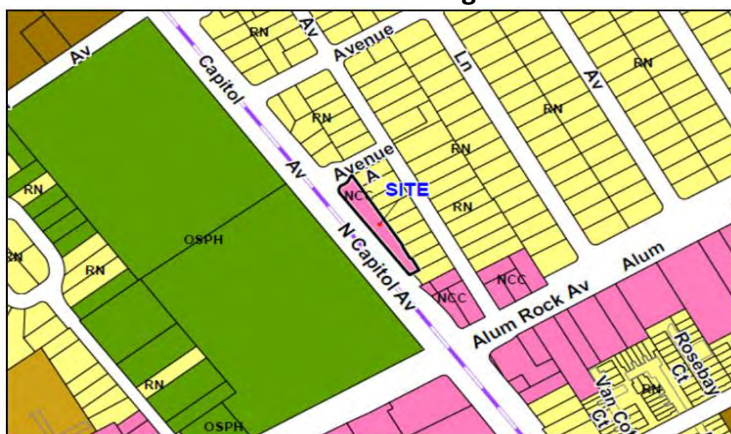 Av
Capitol Av
Av
Avenue
RN
Ln
Av
RN
RN
RN
RN
Avenue
A
NCC
SITE
RN
RN
OSPH
RN
RN
N Capitol Av
NCC
NCC
Alum
Alum Rock Av
RN
OSPH
RN
Rosebay Ct
Ct